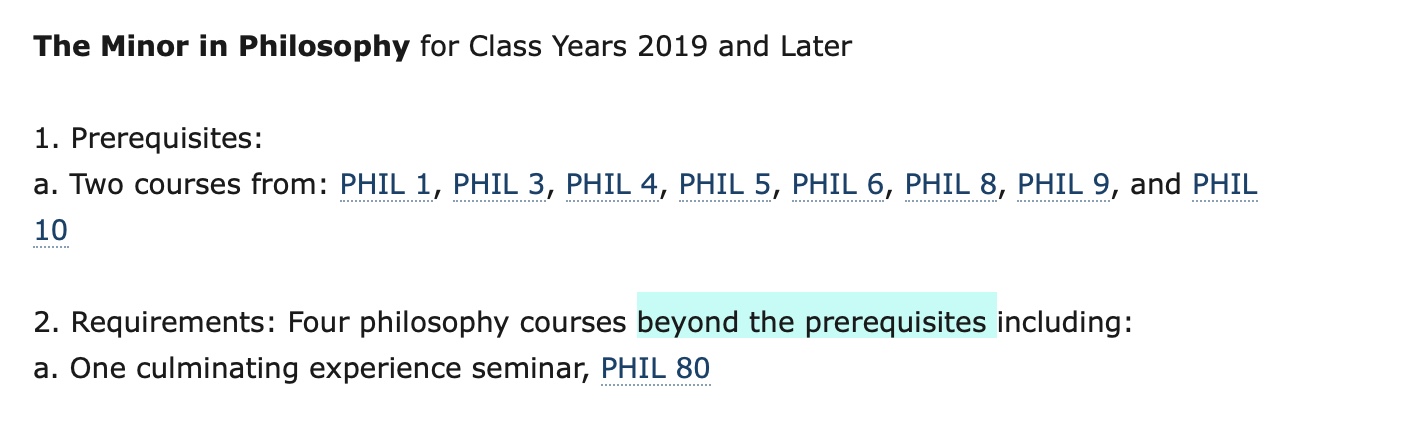 The Minor in Philosophy for Class Years 2019 and Later
1. Prerequisites:
a. Two courses from: PHIL 1, PHIL 3, PHIL 4, PHIL 5, PHIL 6, PHIL 8, PHIL 9, and PHIL
10
2. Requirements: Four philosophy courses beyond the prerequisites including:
a. One culminating experience seminar, PHIL 80